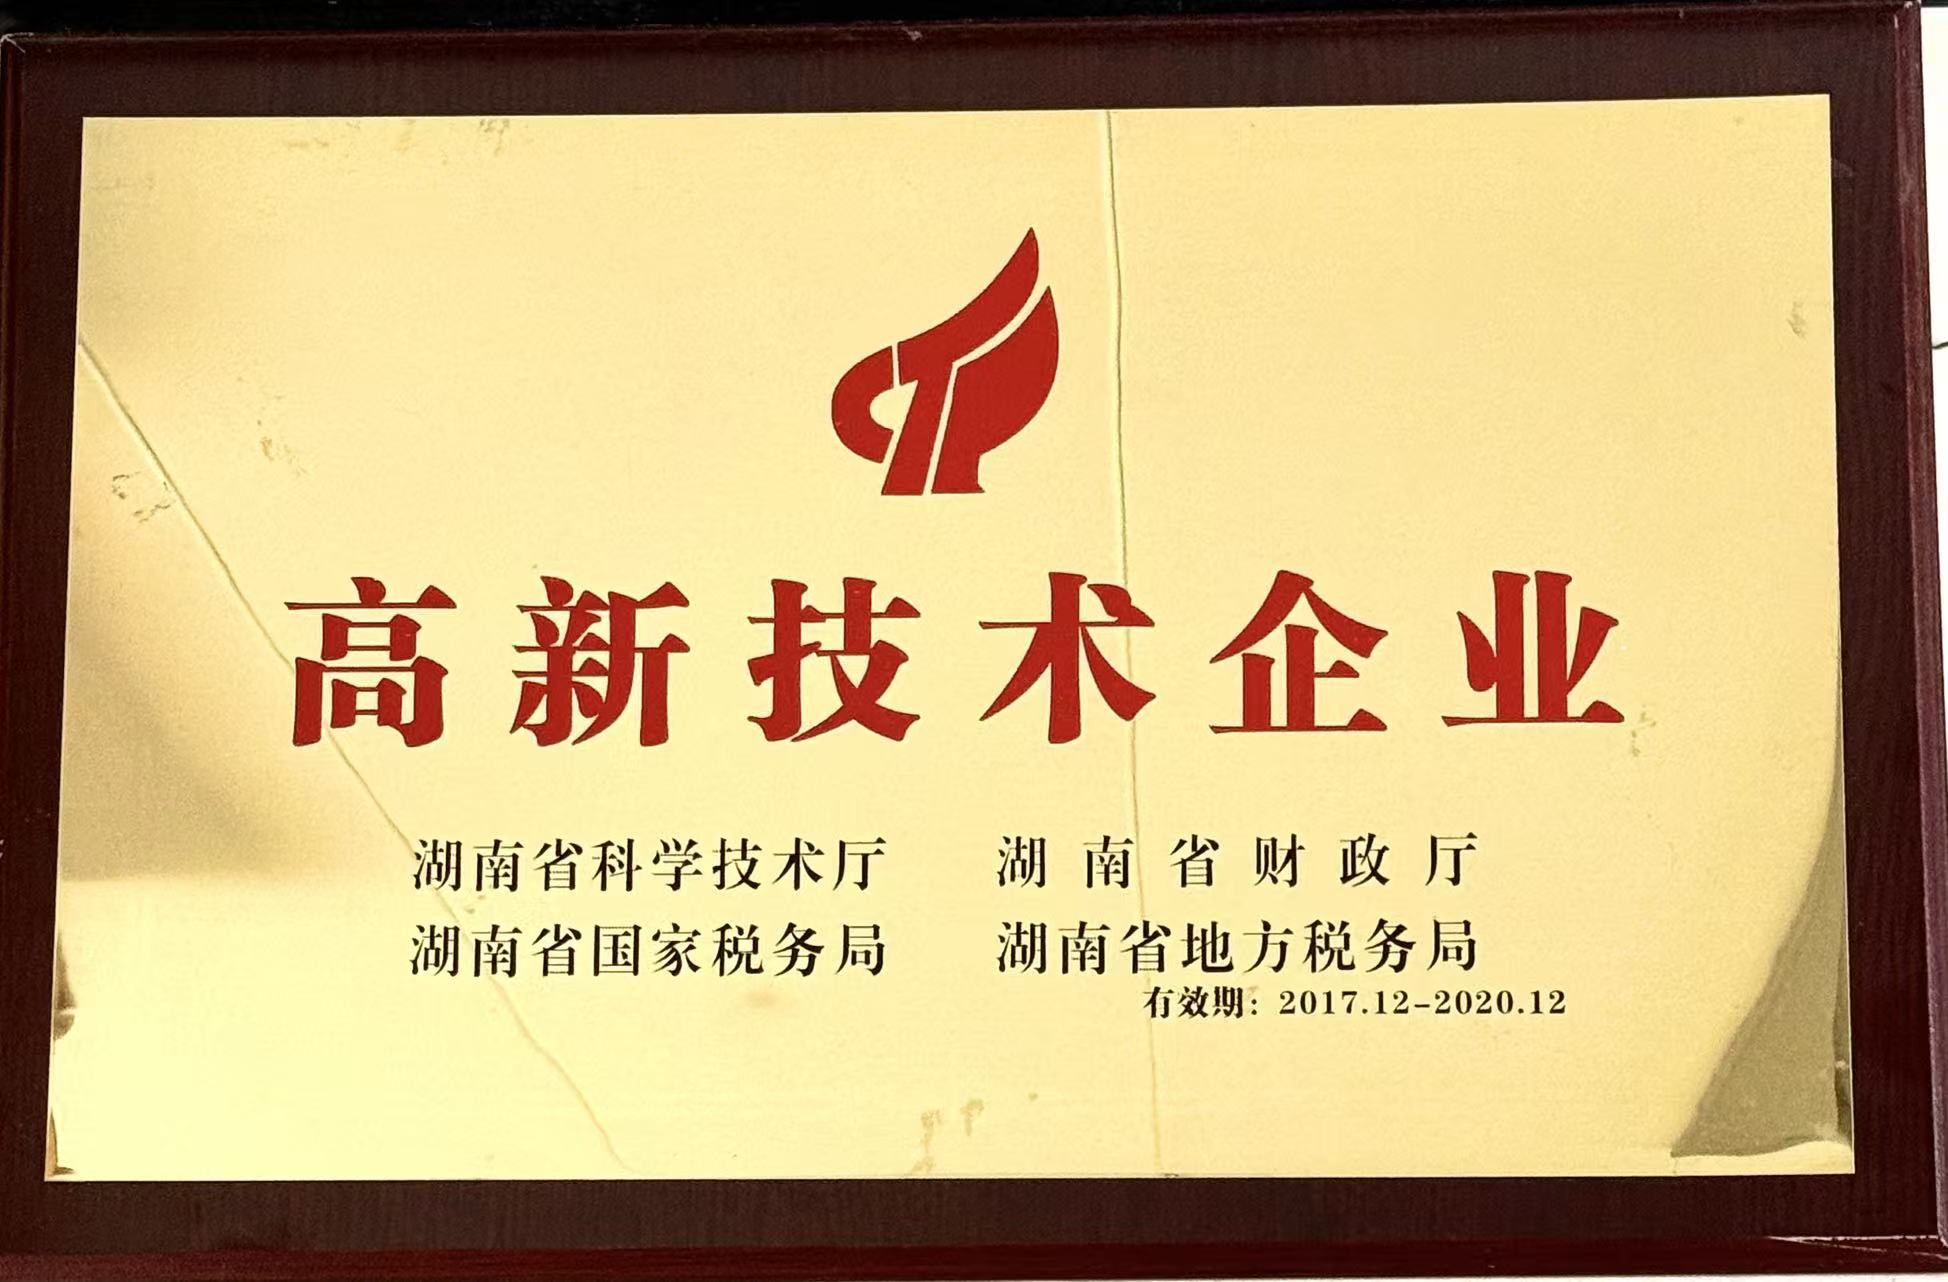 高新技术企业
湖南省科学技术厅 湖南省财政厅
湖南省国家税务局 湖南省地方税务局
有效期：2017.12-2020.12